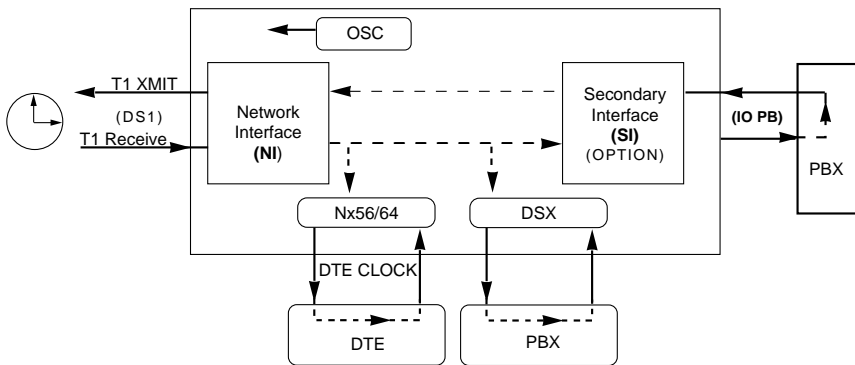 OSC
T1 XMIT
(DS1)
T1 Receive
Network
Interface
(NI)
Secondary
Interface
(SI)
(OPTION)
(IO PB)
PBX
Nx56/64
DSX
DTE CLOCK
DTE
PBX